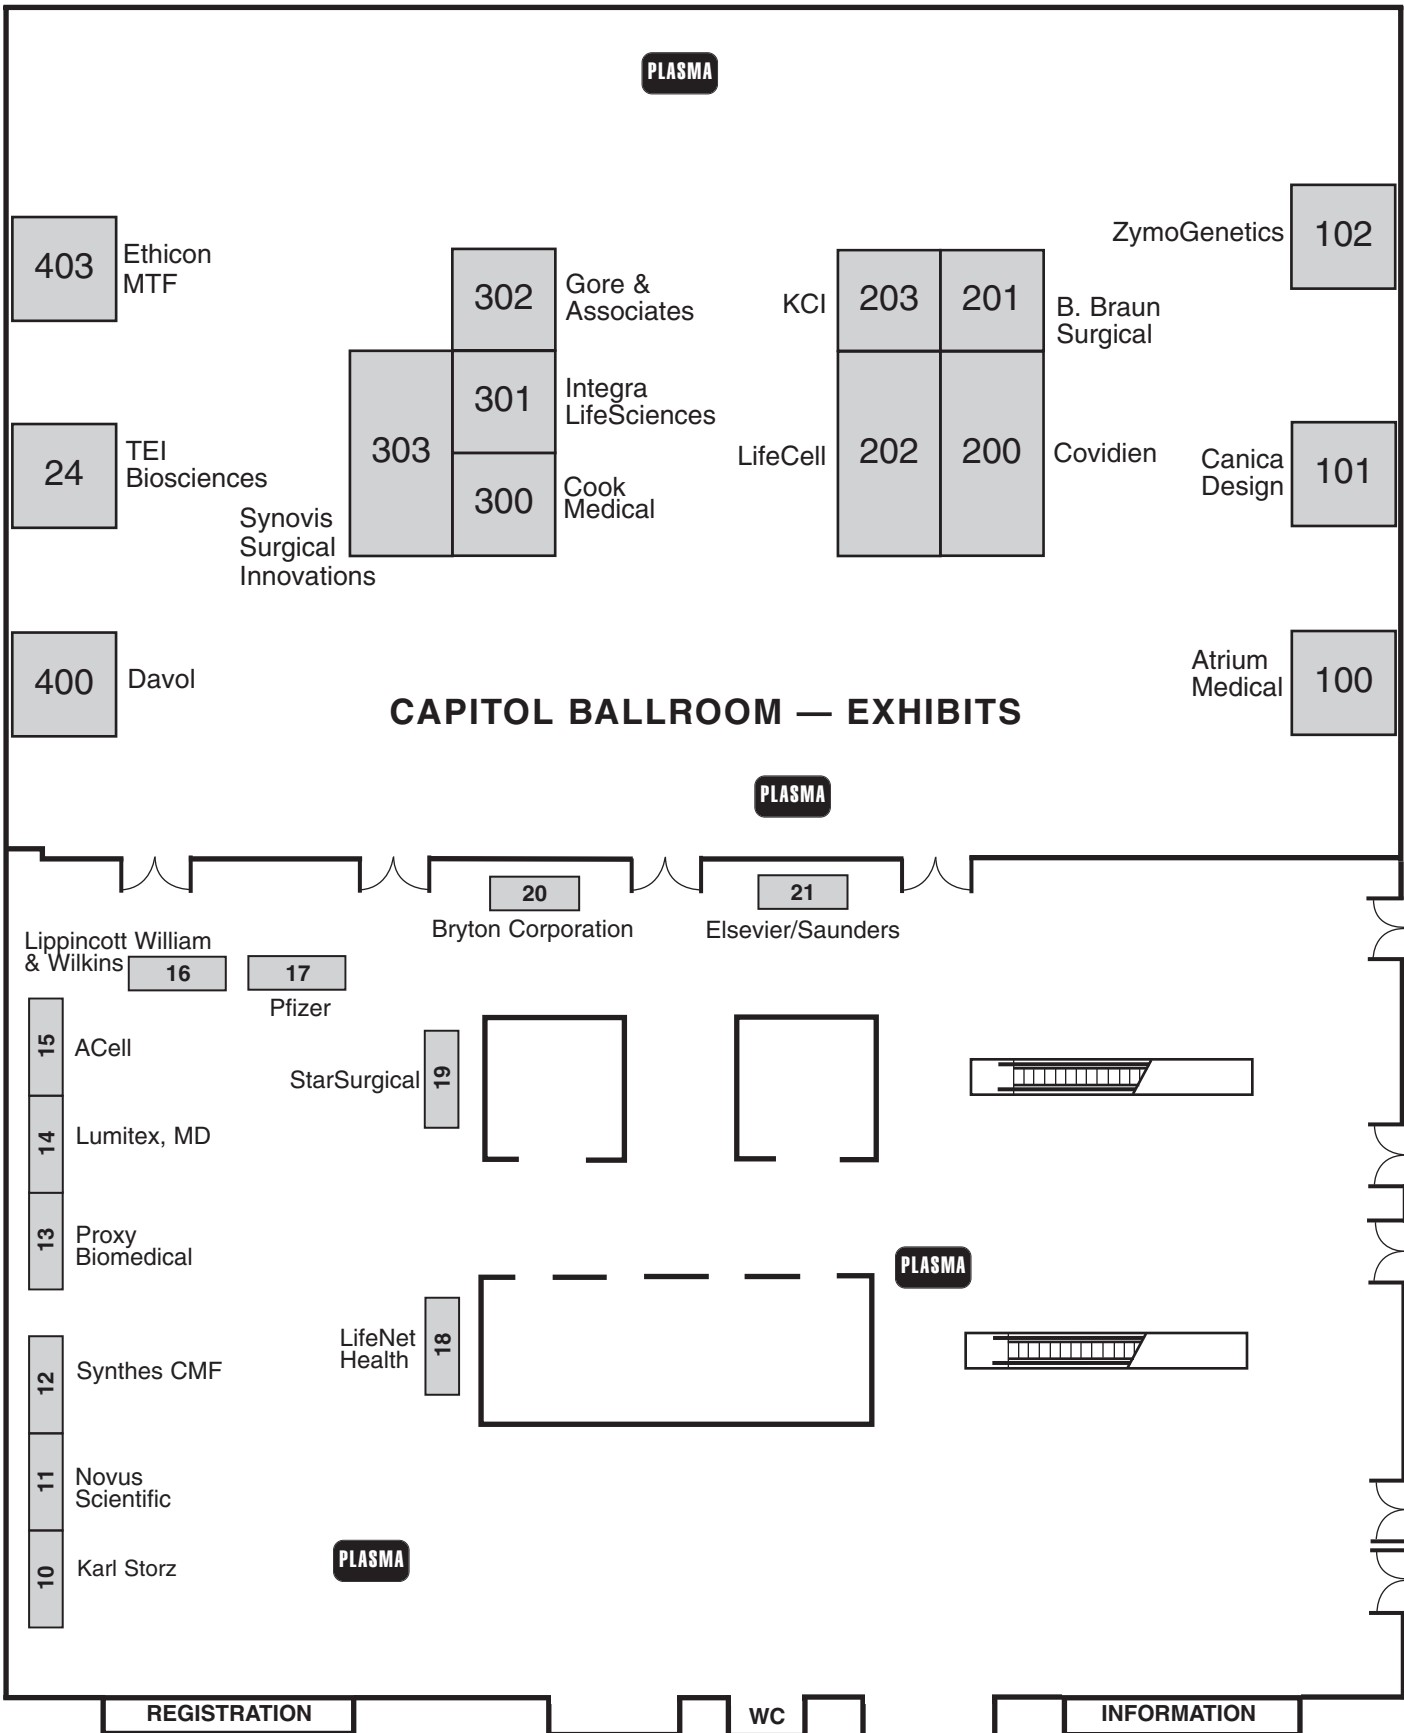 PLASMA
403
Ethicon
MTF
302
Gore &
Associates
KCI
203
201
B. Braun
Surgical
ZymoGenetics
102
24
TEI
Biosciences
303
301
Integra
LifeSciences
300
Cook
Medical
Synovis
Surgical
Innovations
LifeCell
202
200
Covidien
Canica
Design
101
400
Davol
Atrium
Medical
100
CAPITOL BALLROOM — EXHIBITS
PLASMA
20
Bryton Corporation
21
Elsevier/Saunders
Lippincott William
& Wilkins
16
17
Pfizer
15
ACell
StarSurgical
19
14
Lumitex, MD
13
Proxy
Biomedical
PLASMA
LifeNet
Health
18
12
Synthes CMF
11
Novus
Scientific
10
Karl Storz
PLASMA
REGISTRATION
WC
INFORMATION